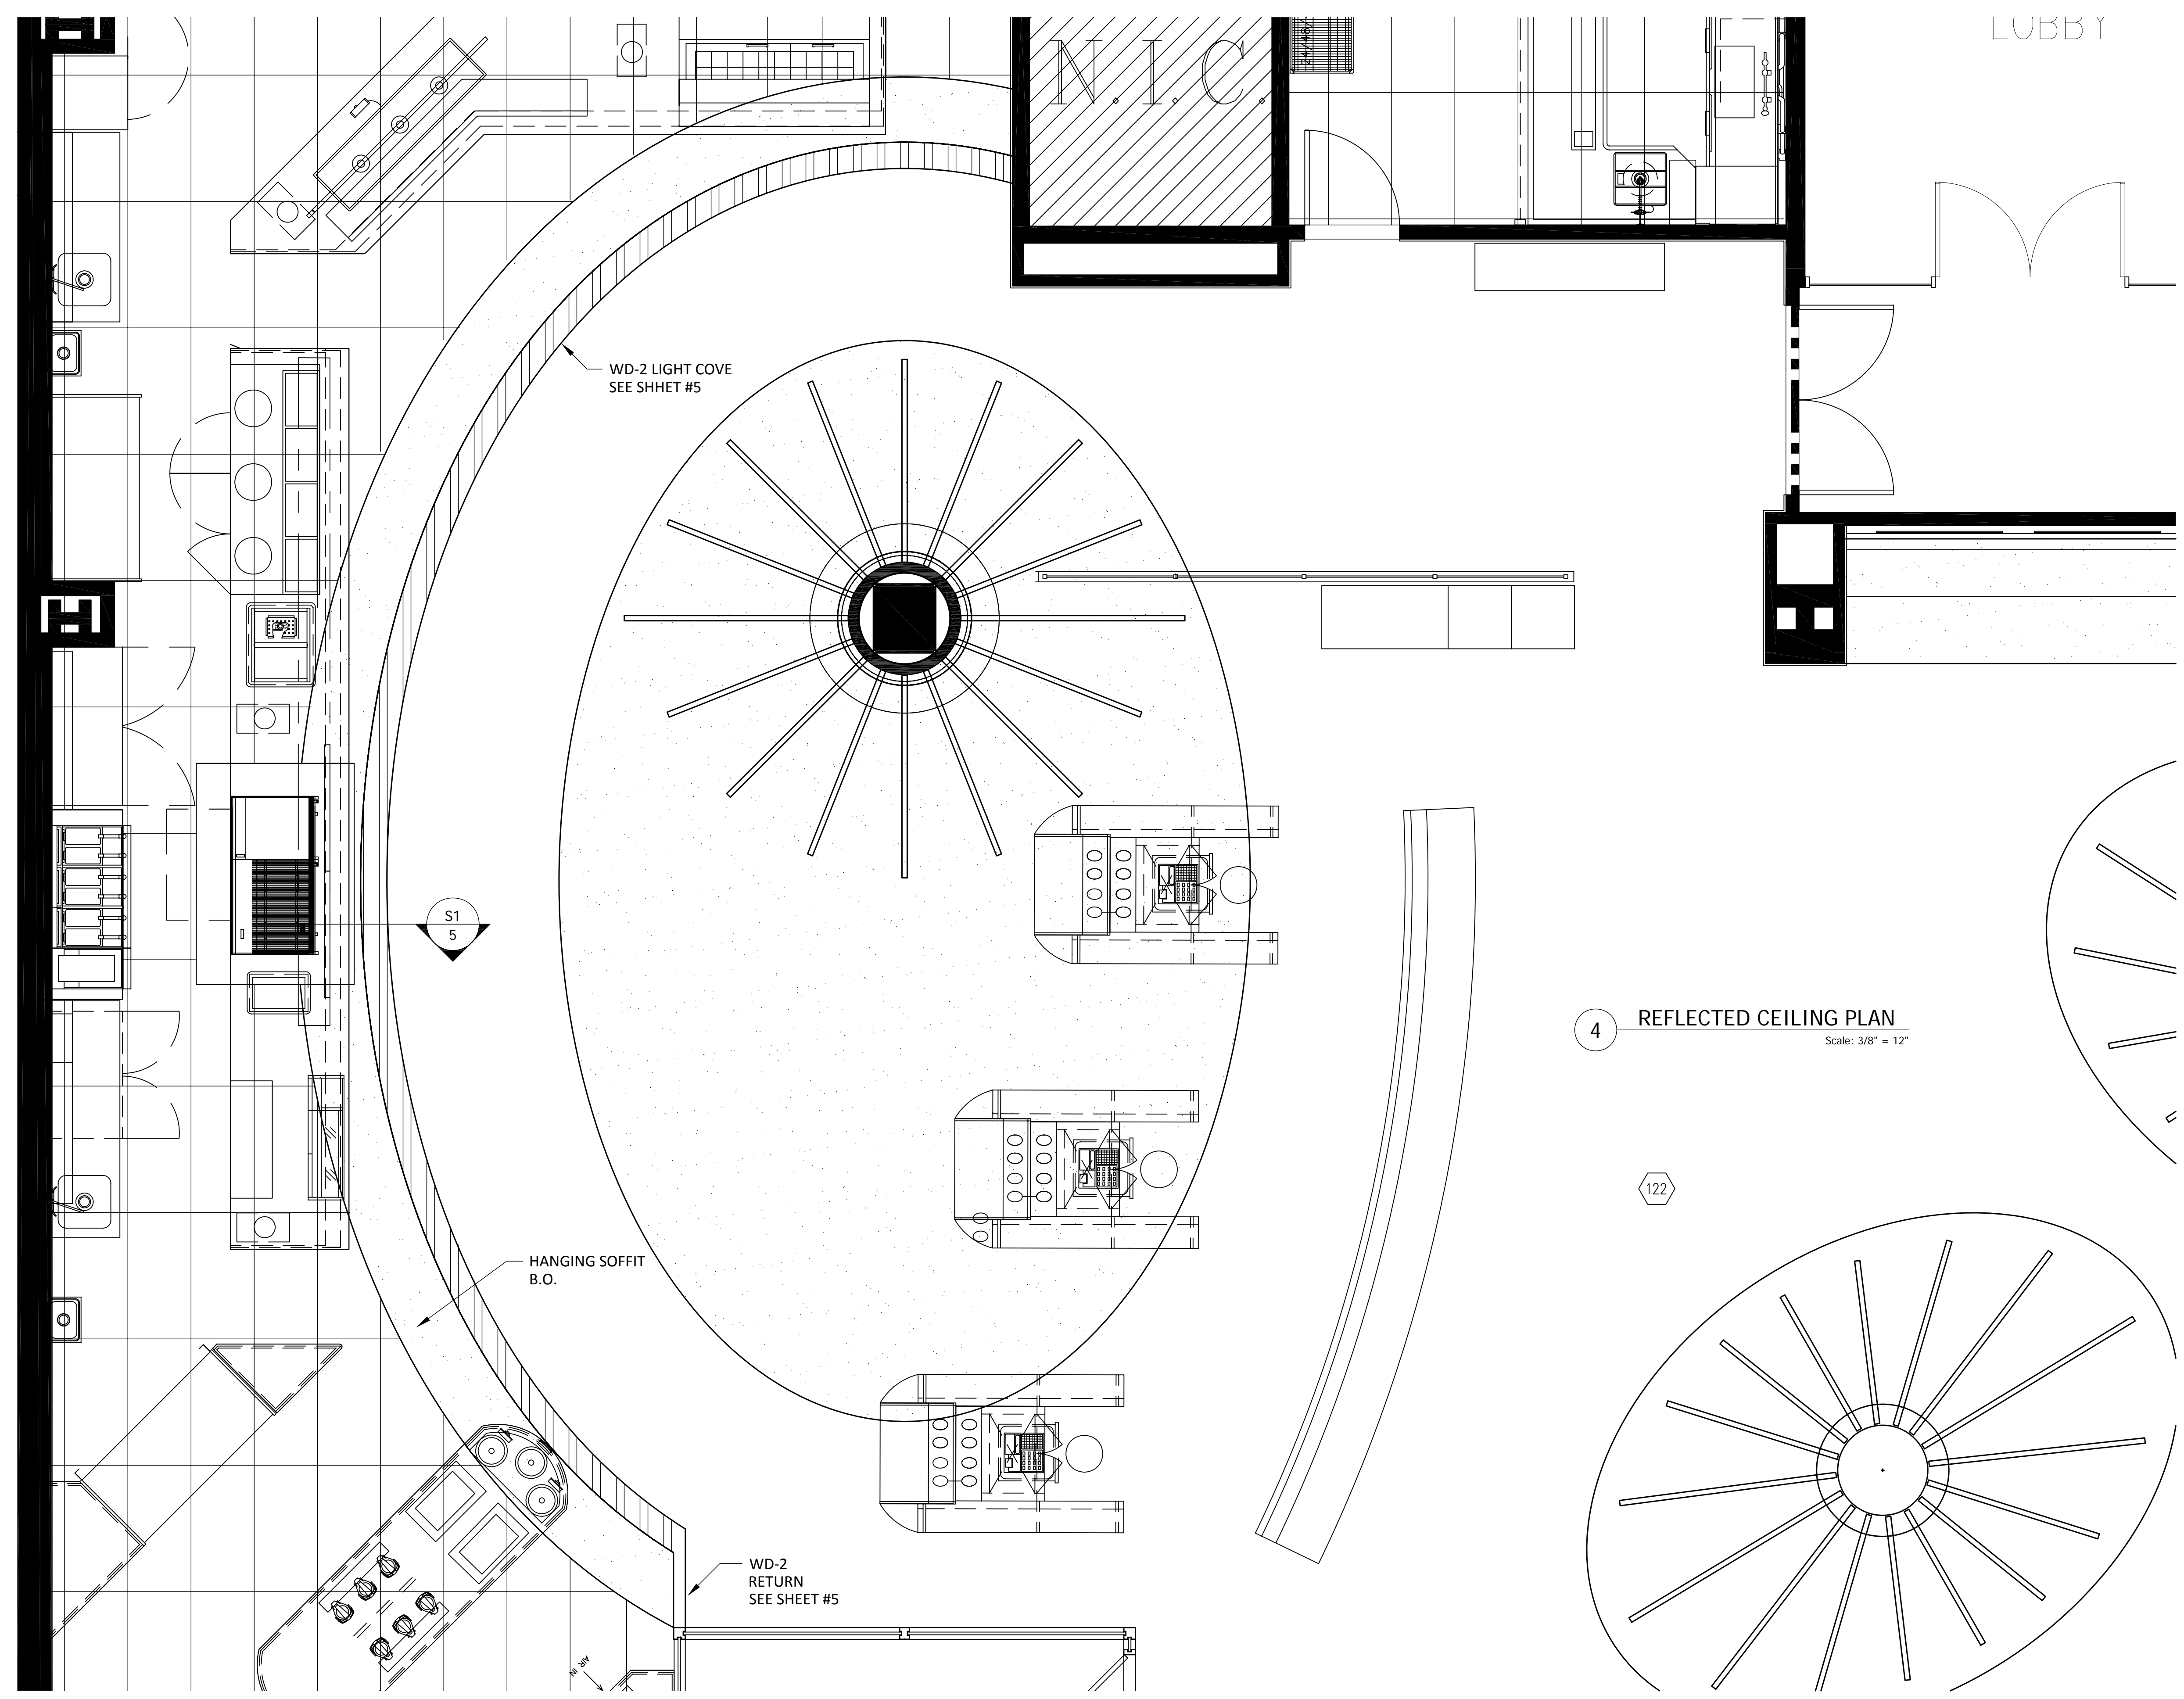 LOBBY
N.I.C.
WD-2 LIGHT COVE
SEE SHHET #5
S1
5
4
REFLECTED CEILING PLAN
Scale: 3/8" = 12"
122
HANGING SOFFIT
B.O.
WD-2
RETURN
SEE SHEET #5
AIR IN